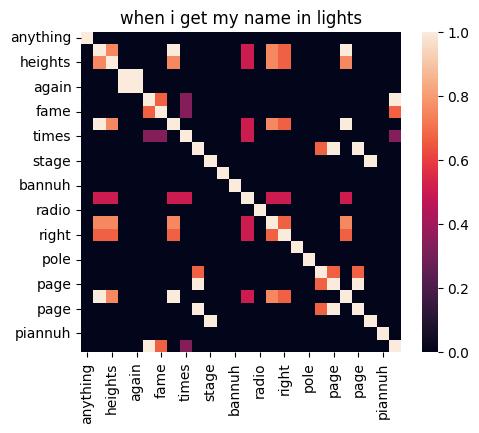 when i get my name in lights
anything
heights
again
fame
times
stage
bannuh
radio
right
pole
page
page
piannuh
1.0
0.8
0.6
0.4
0.2
0.0
anything
heights
again
fame
times
stage
bannuh
radio
right
pole
page
page
piannuh